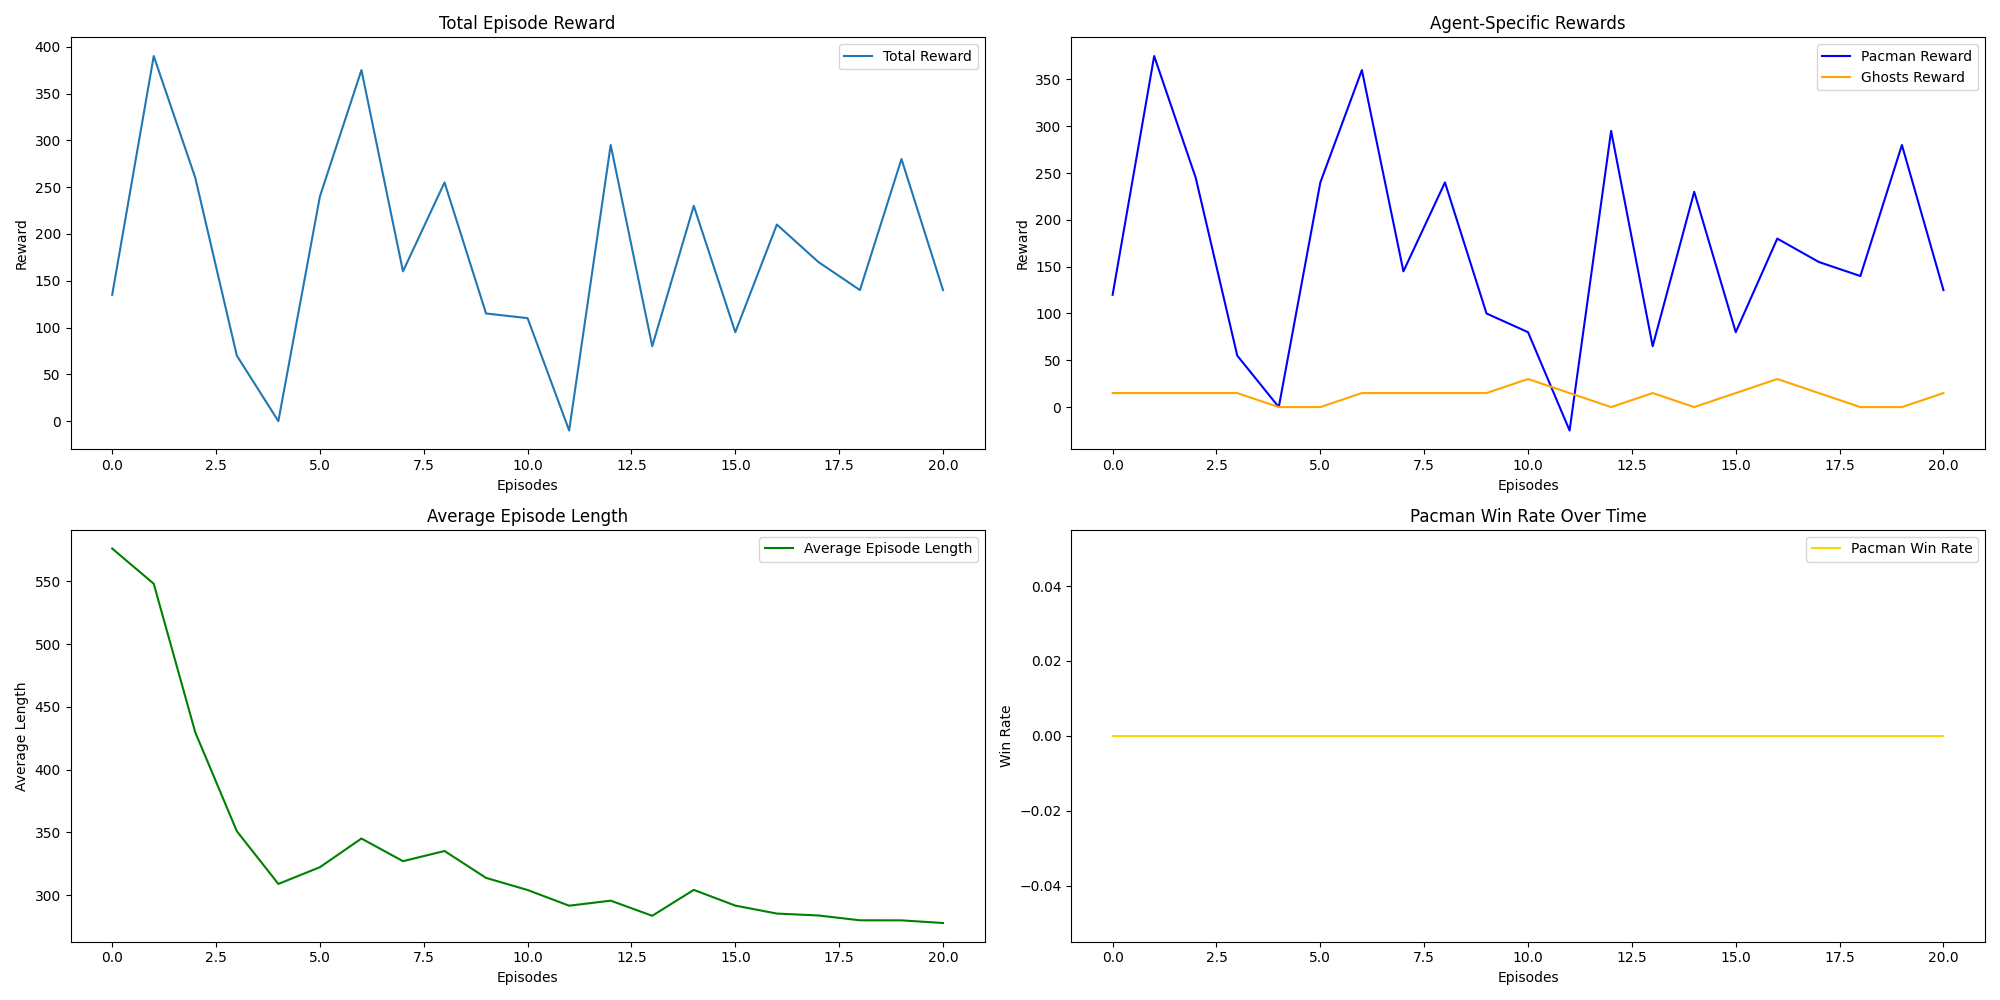 Total Episode Reward
Total Reward
400
350
300
250
200
150
100
50
0
Reward
0.0 2.5 5.0 7.5 10.0 12.5 15.0 17.5 20.0
Episodes
Agent-Specific Rewards
Pacman Reward
Ghosts Reward
350
300
250
200
150
100
50
0
Reward
0.0 2.5 5.0 7.5 10.0 12.5 15.0 17.5 20.0
Episodes
Average Episode Length
Average Episode Length
550
500
450
400
350
300
Average Length
0.0 2.5 5.0 7.5 10.0 12.5 15.0 17.5 20.0
Episodes
Pacman Win Rate Over Time
Pacman Win Rate
0.04
0.02
0.00
−0.02
−0.04
Win Rate
0.0 2.5 5.0 7.5 10.0 12.5 15.0 17.5 20.0
Episodes